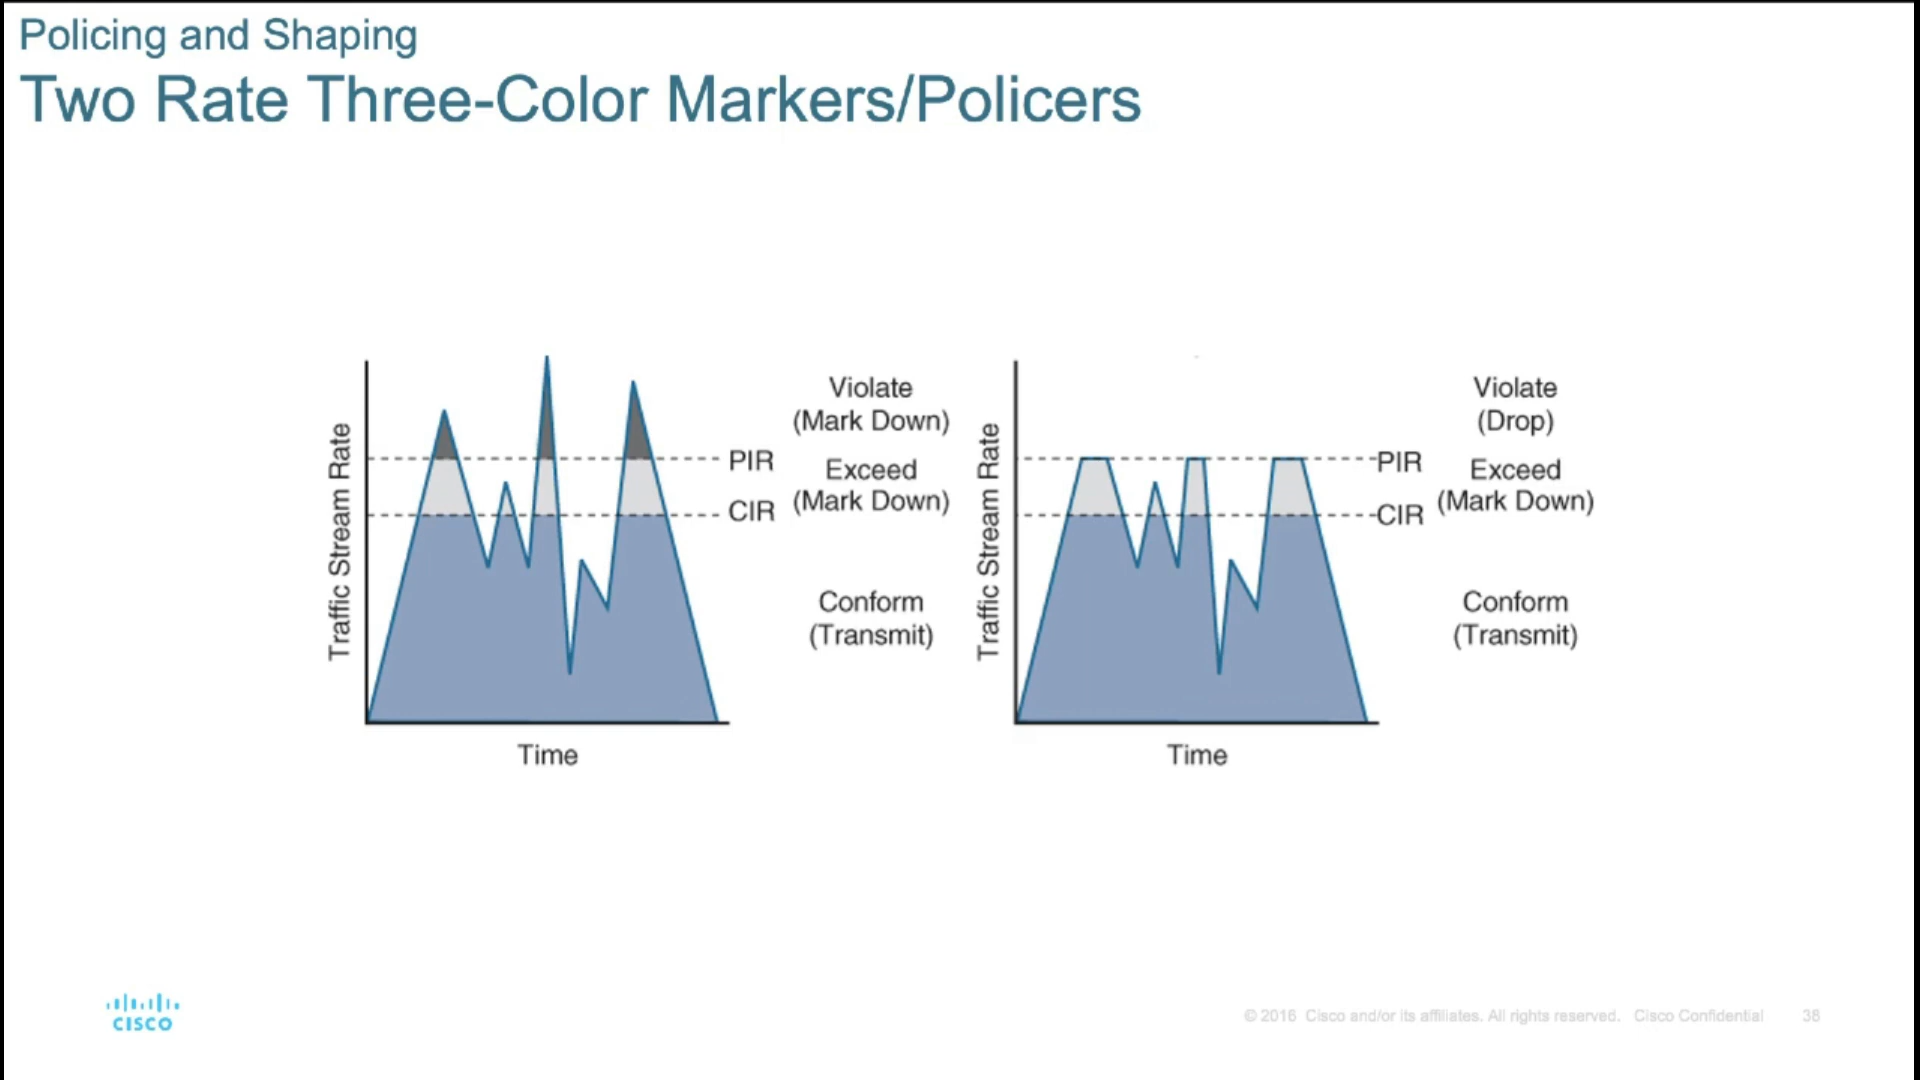 Policing and Shaping
Two Rate Three-Color Markers/Policers
Traffic Stream Rate
PIR
CIR
Violate
(Mark Down)
Exceed
(Mark Down)
Conform
(Transmit)
Time
Traffic Stream Rate
PIR
CIR
Violate
(Drop)
Exceed
(Mark Down)
Conform
(Transmit)
Time
CISCO
© 2016 Cisco and/or its affiliates. All rights reserved. Cisco Confidential 38